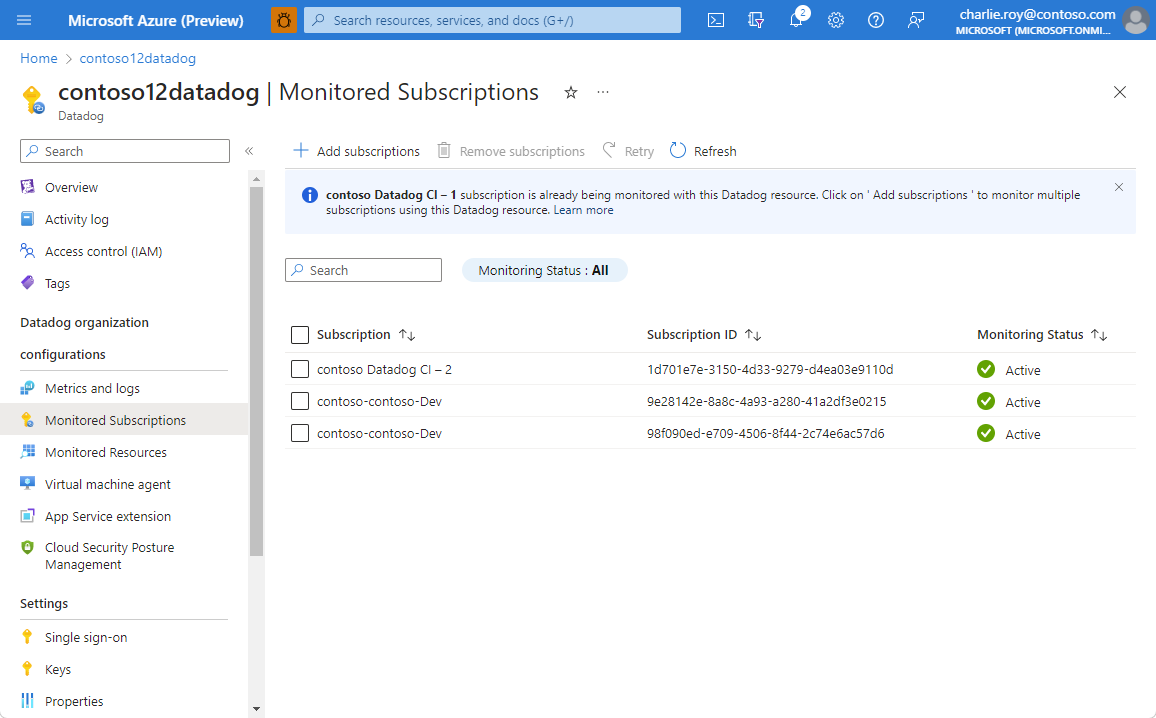 Microsoft Azure (Preview)
Search resources, services, and docs (G+/)
2
charlie.roy@contoso.com
MICROSOFT (MICROSOFT.ONMI...
Home > contoso12datadog
contoso12datadog | Monitored Subscriptions
Datadog
Search
Overview
Activity log
Access control (IAM)
Tags
Datadog organization
configurations
Metrics and logs
Monitored Subscriptions
Monitored Resources
Virtual machine agent
App Service extension
Cloud Security Posture
Management
Settings
Single sign-on
Keys
Properties
Add subscriptions Remove subscriptions Retry Refresh
contoso Datadog CI – 1 subscription is already being monitored with this Datadog resource. Click on ' Add subscriptions ' to monitor multiple
subscriptions using this Datadog resource. Learn more
Search
Monitoring Status : All
Subscription Subscription ID Monitoring Status
contoso Datadog CI – 2 1d701e7e-3150-4d33-9279-d4ea03e9110d Active
contoso-contoso-Dev 9e28142e-8a8c-4a93-a280-41a2df3e0215 Active
contoso-contoso-Dev 98f090ed-e709-4506-8f44-2c74e6ac57d6 Active